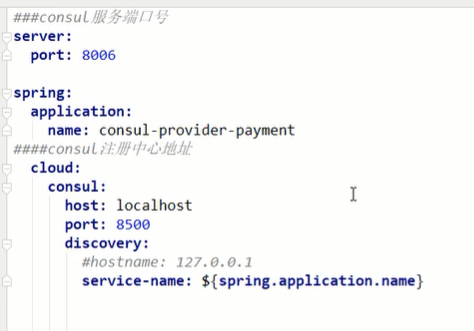 ###consul服务端口号
server:
  port: 8006

spring:
  application:
    name: consul-provider-payment
####consul注册中心地址
  cloud:
    consul:
      host: localhost
      port: 8500
      discovery:
        #hostname: 127.0.0.1
        service-name: ${spring.application.name}